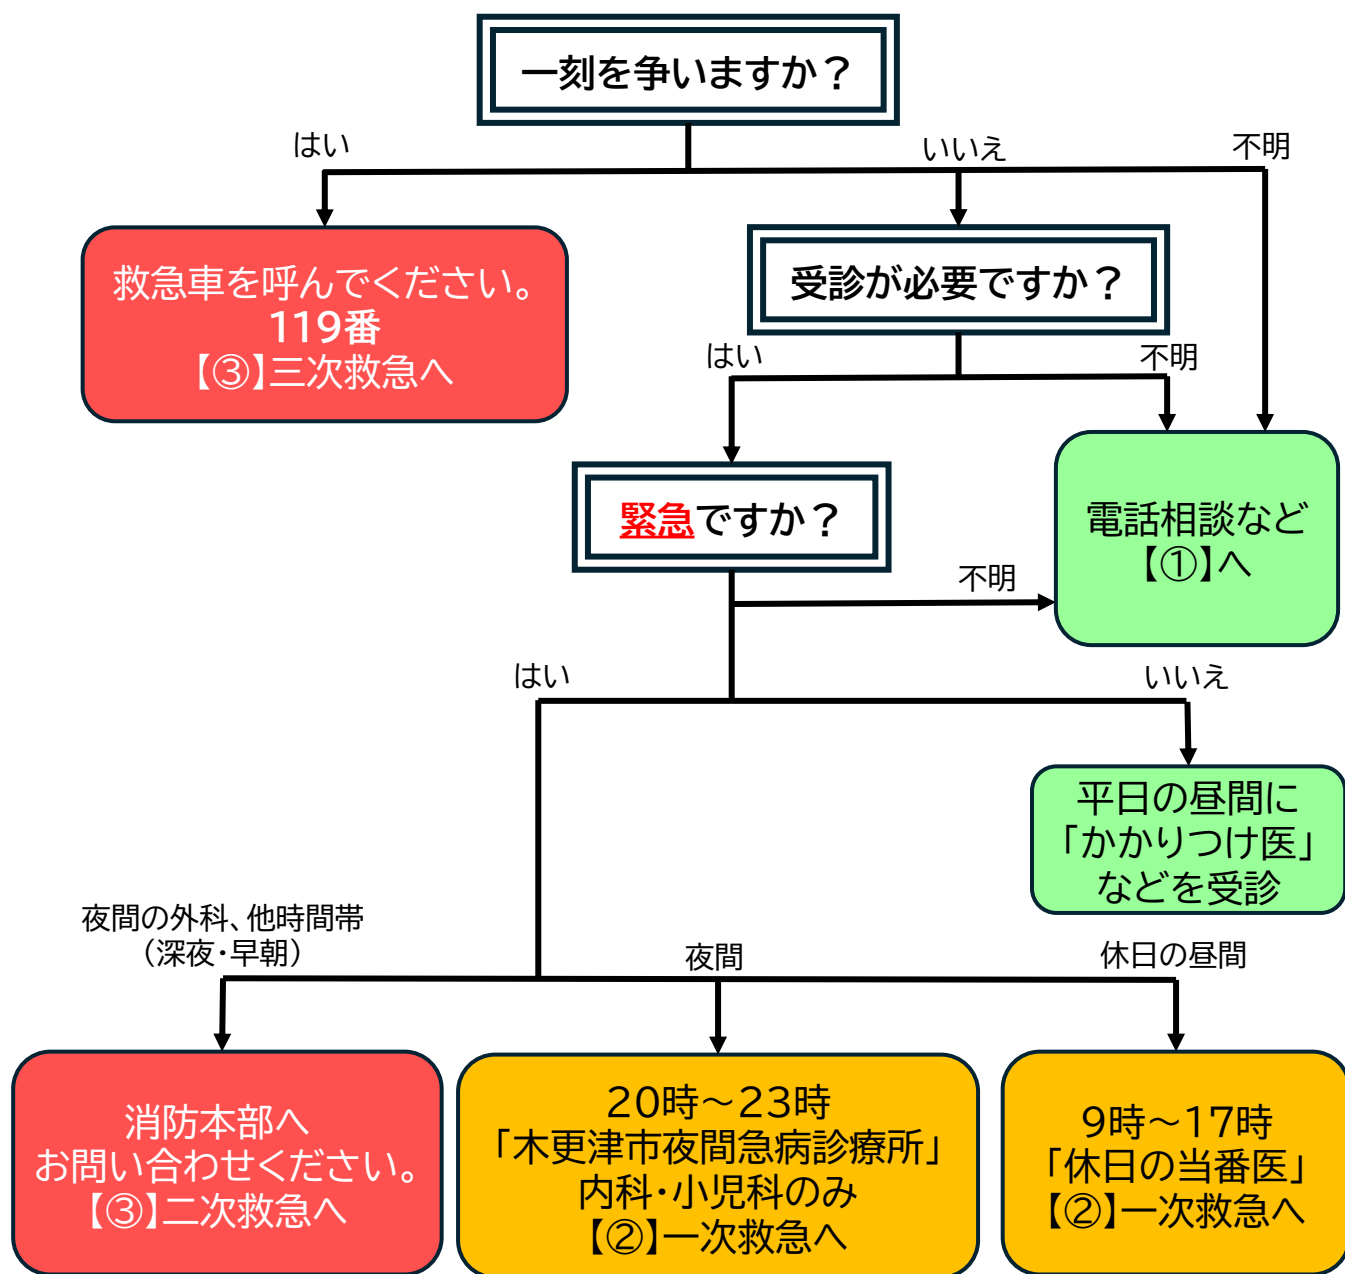 一刻を争いますか？
はい
いいえ
不明
救急車を呼んでください。
119番
【③】三次救急へ
受診が必要ですか？
はい
不明
緊急ですか？
電話相談など
【①】へ
不明
はい
いいえ
平日の昼間に
「かかりつけ医」
などを受診
夜間の外科、他時間帯
（深夜・早朝）
夜間
休日の昼間
消防本部へ
お問い合わせください。
【③】二次救急へ
20時～23時
「木更津市夜間急病診療所」
内科・小児科のみ
【②】一次救急へ
9時～17時
「休日の当番医」
【②】一次救急へ